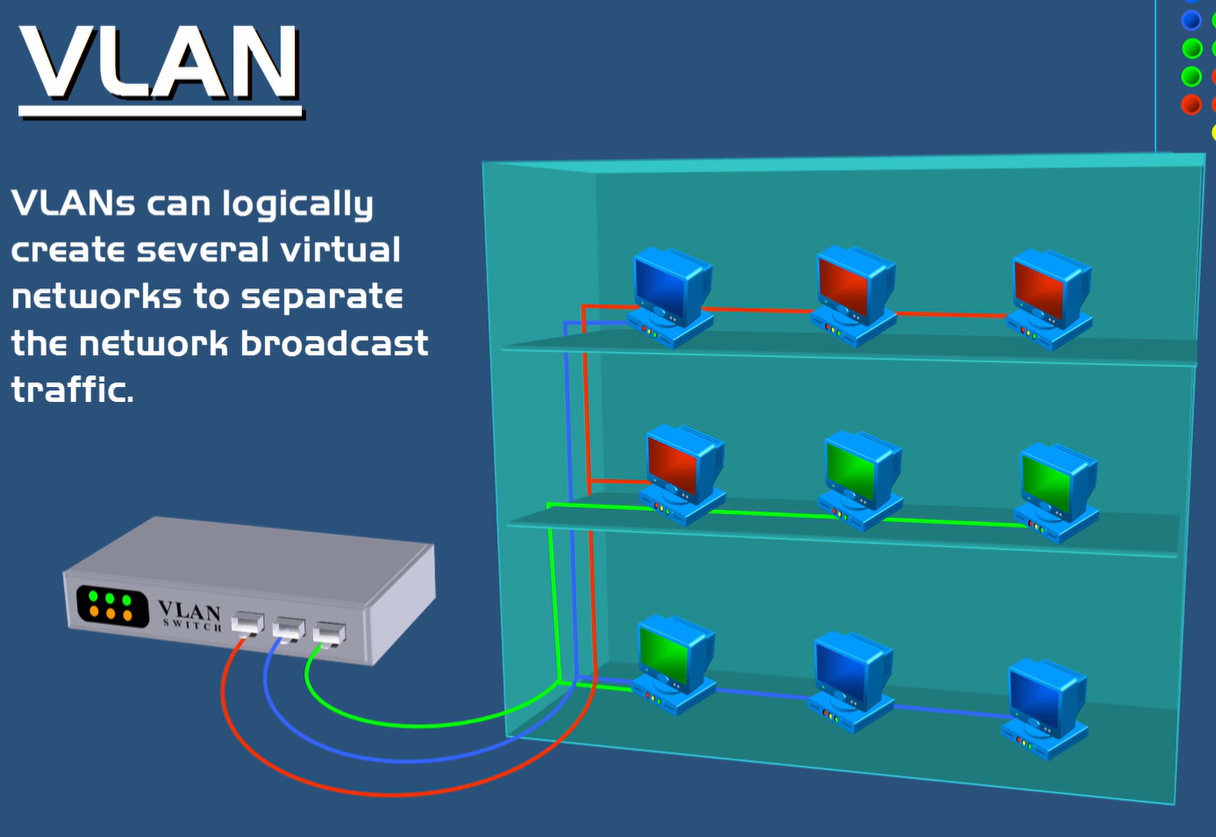 VLAN
VLANs can logically
create several virtual
networks to separate
the network broadcast
traffic.
VLAN
SWITCH